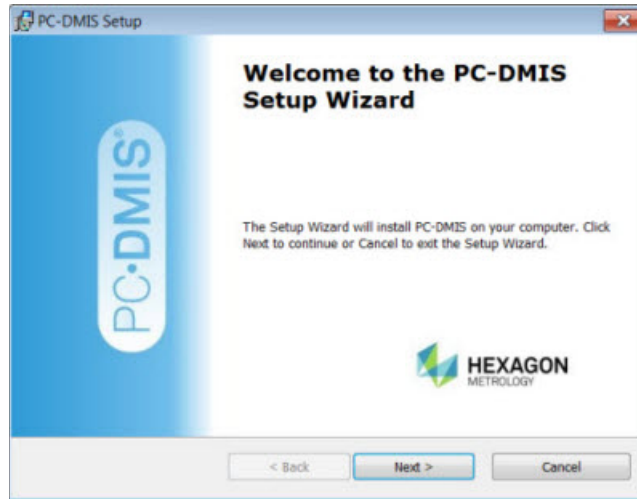 PC-DMIS Setup
Welcome to the PC-DMIS
Setup Wizard
PC•DMIS®
The Setup Wizard will install PC-DMIS on your computer. Click
Next to continue or Cancel to exit the Setup Wizard.
HEXAGON
METROLOGY
< Back
Next >
Cancel